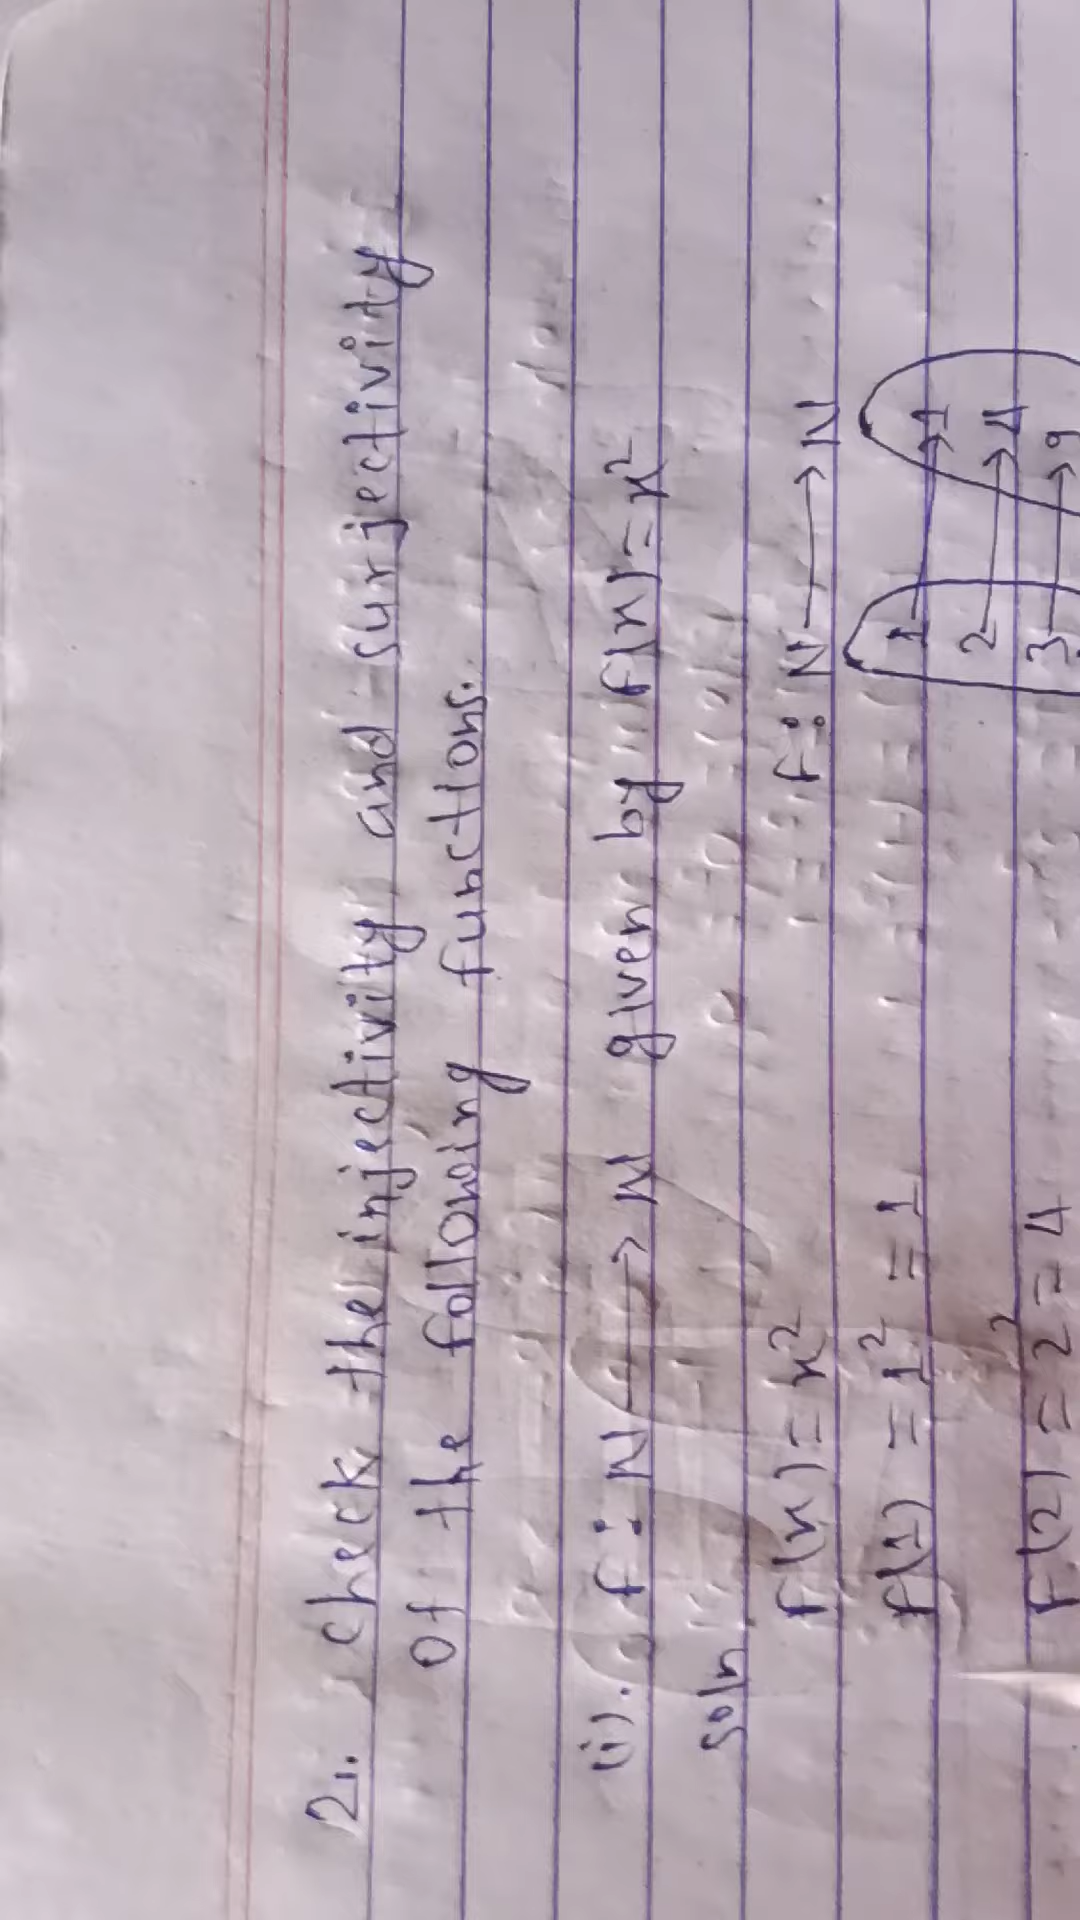 2. Check the injectivity and surjectivity
of the following functions.
(i). f : N → N given by f(x) = x²
soln
f(x) = x² f : N → N
f(1) = 1² = 1 1 → 1
f(2) = 2² = 4 2 → 4
3 → 9